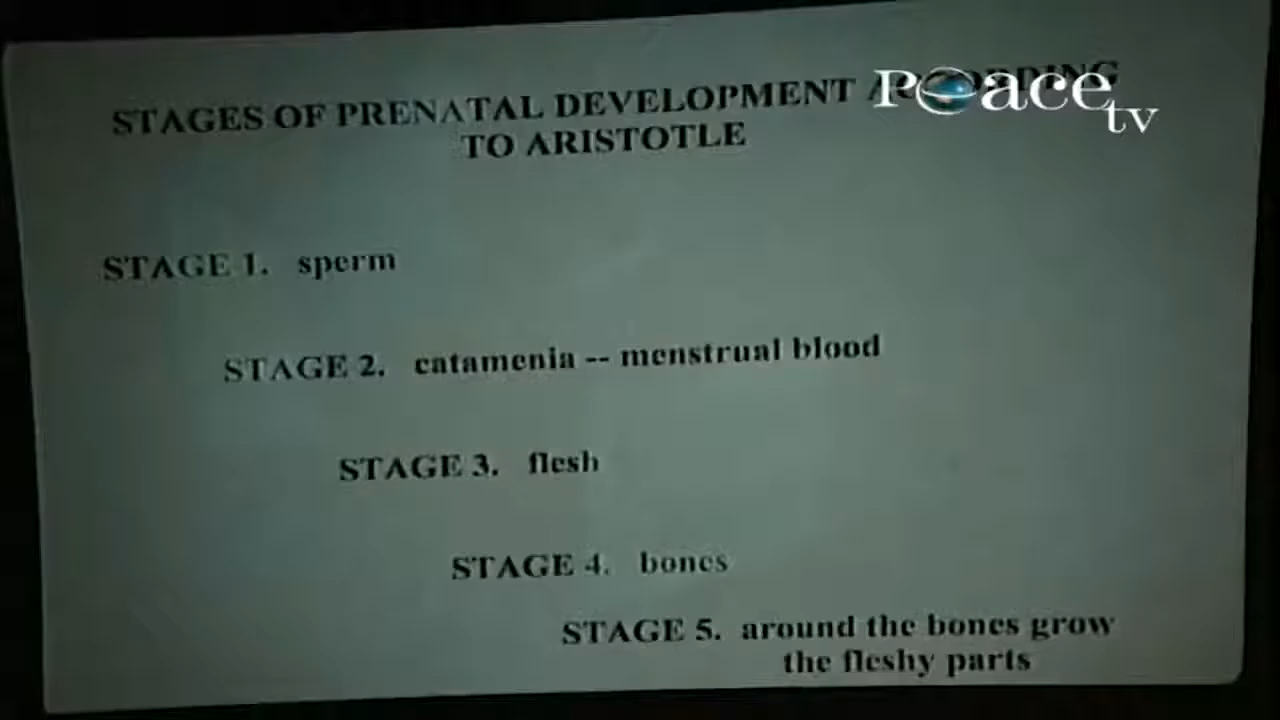 STAGES OF PRENATAL DEVELOPMENT
TO ARISTOTLE
Peace tv
STAGE 1. sperm
STAGE 2. catamenia -- menstrual blood
STAGE 3. flesh
STAGE 4. bones
STAGE 5. around the bones grow
the fleshy parts